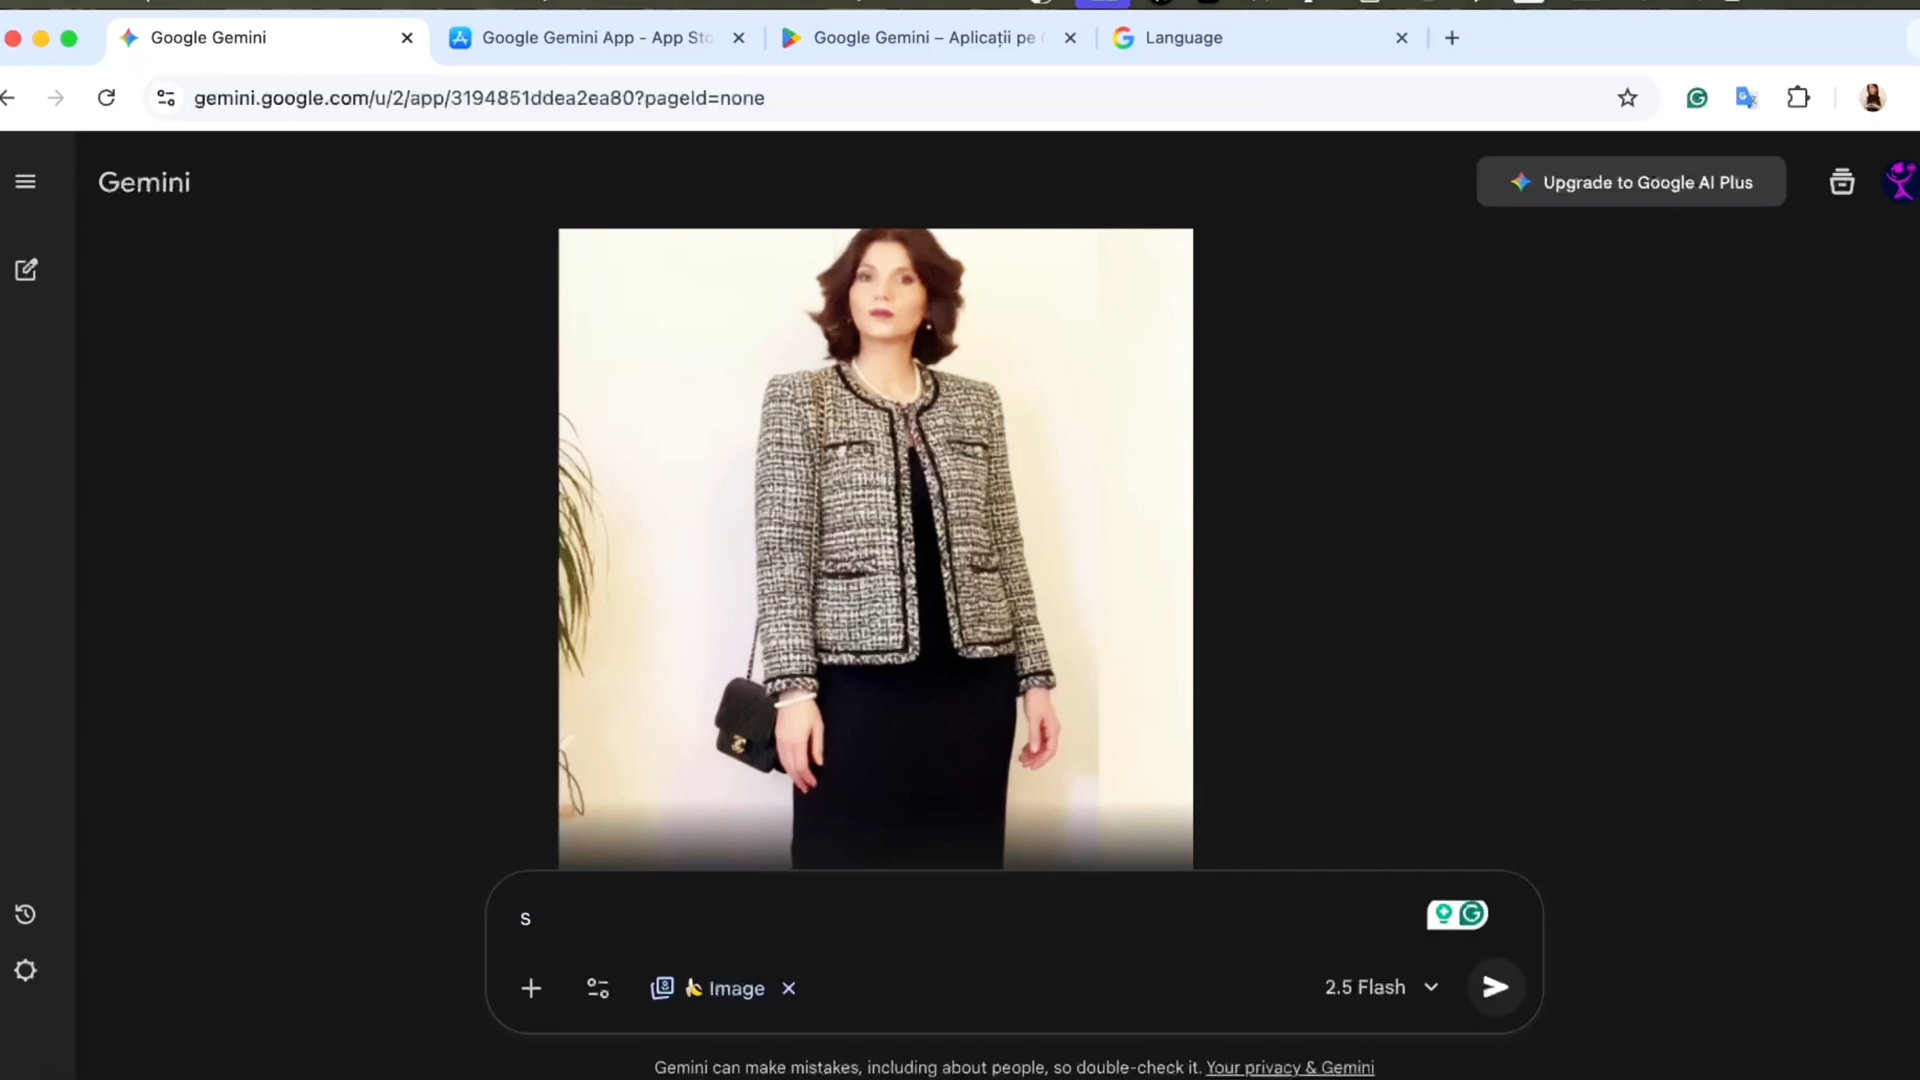 Google Gemini
Google Gemini App - App Sto
Google Gemini – Aplicații pe
Language
gemini.google.com/u/2/app/3194851ddea2ea80?pageId=none
Gemini
Upgrade to Google AI Plus
s
Image
2.5 Flash
Gemini can make mistakes, including about people, so double-check it. Your privacy & Gemini